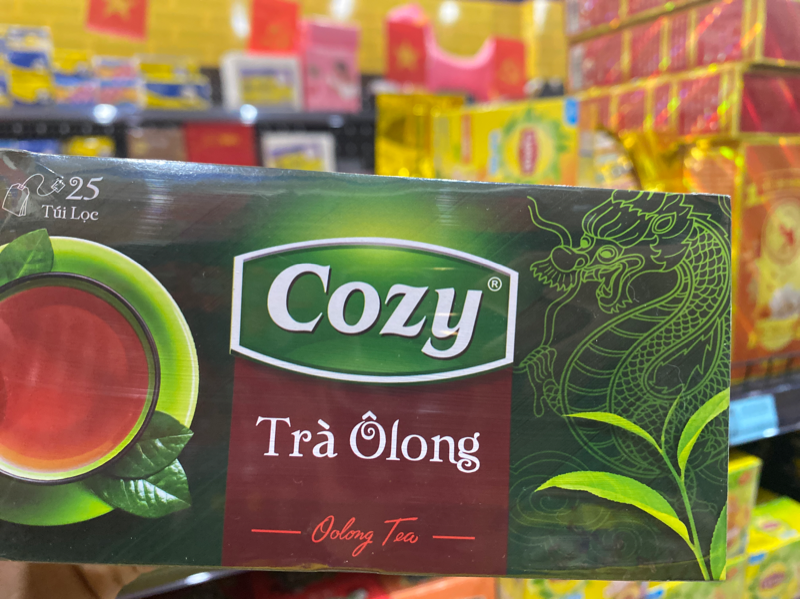 25
Túi Lọc
Cozy®
Trà Ôlong
Oolong Tea